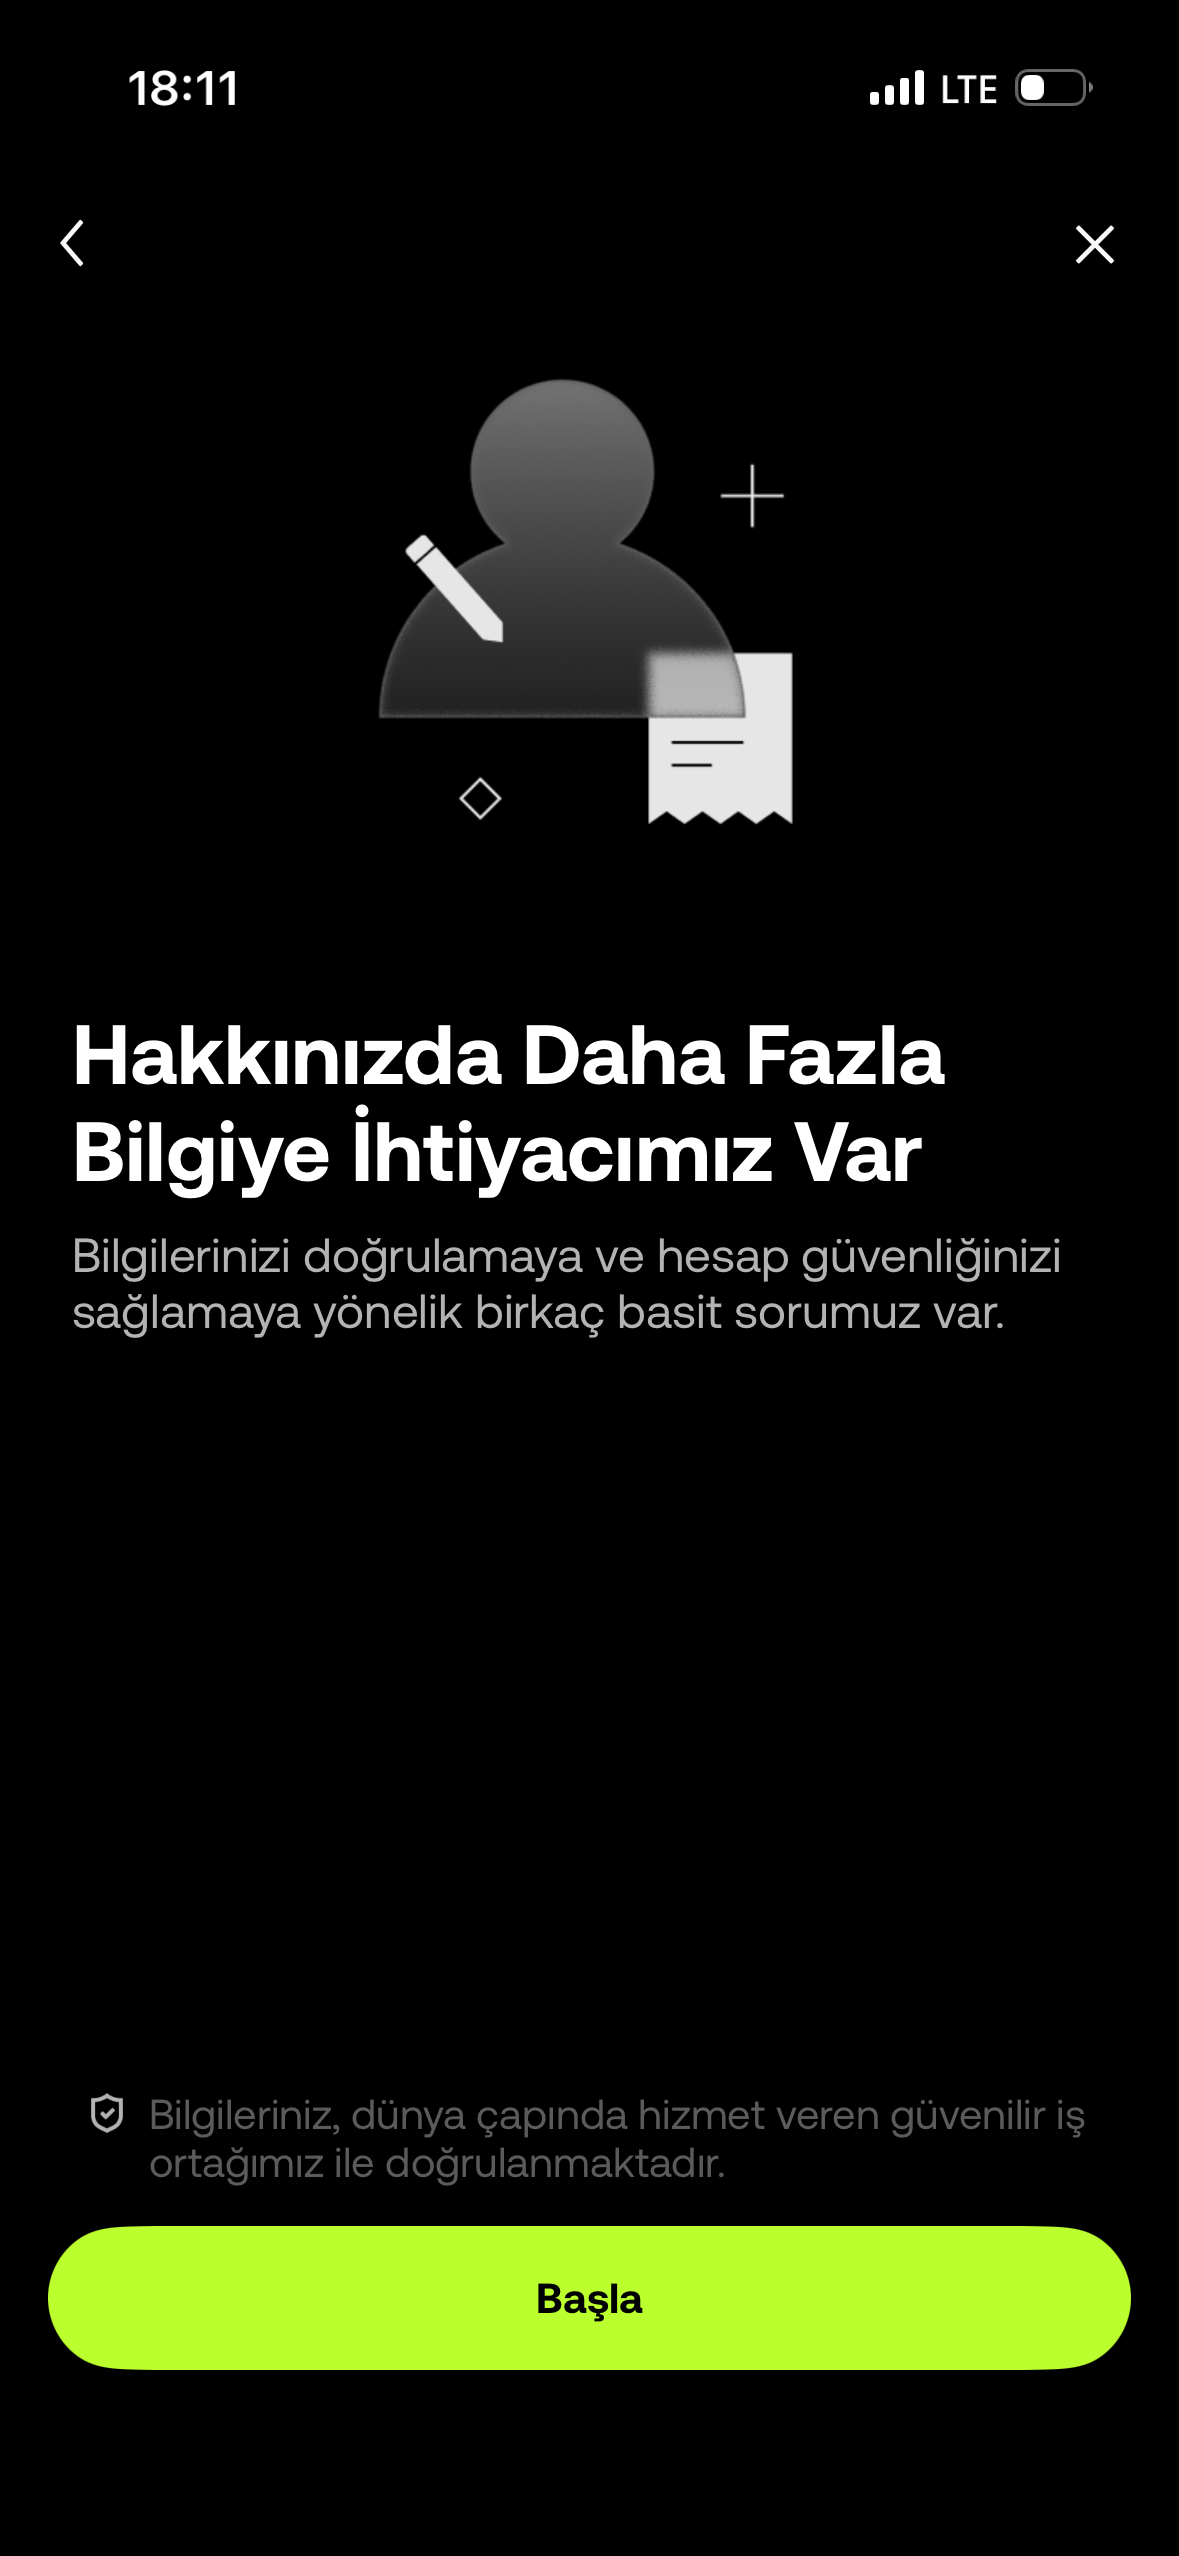 18:11
LTE
Hakkınızda Daha Fazla
Bilgiye İhtiyacımız Var
Bilgilerinizi doğrulamaya ve hesap güvenliğinizi
sağlamaya yönelik birkaç basit sorumuz var.
Bilgileriniz, dünya çapında hizmet veren güvenilir iş
ortağımız ile doğrulanmaktadır.
Başla